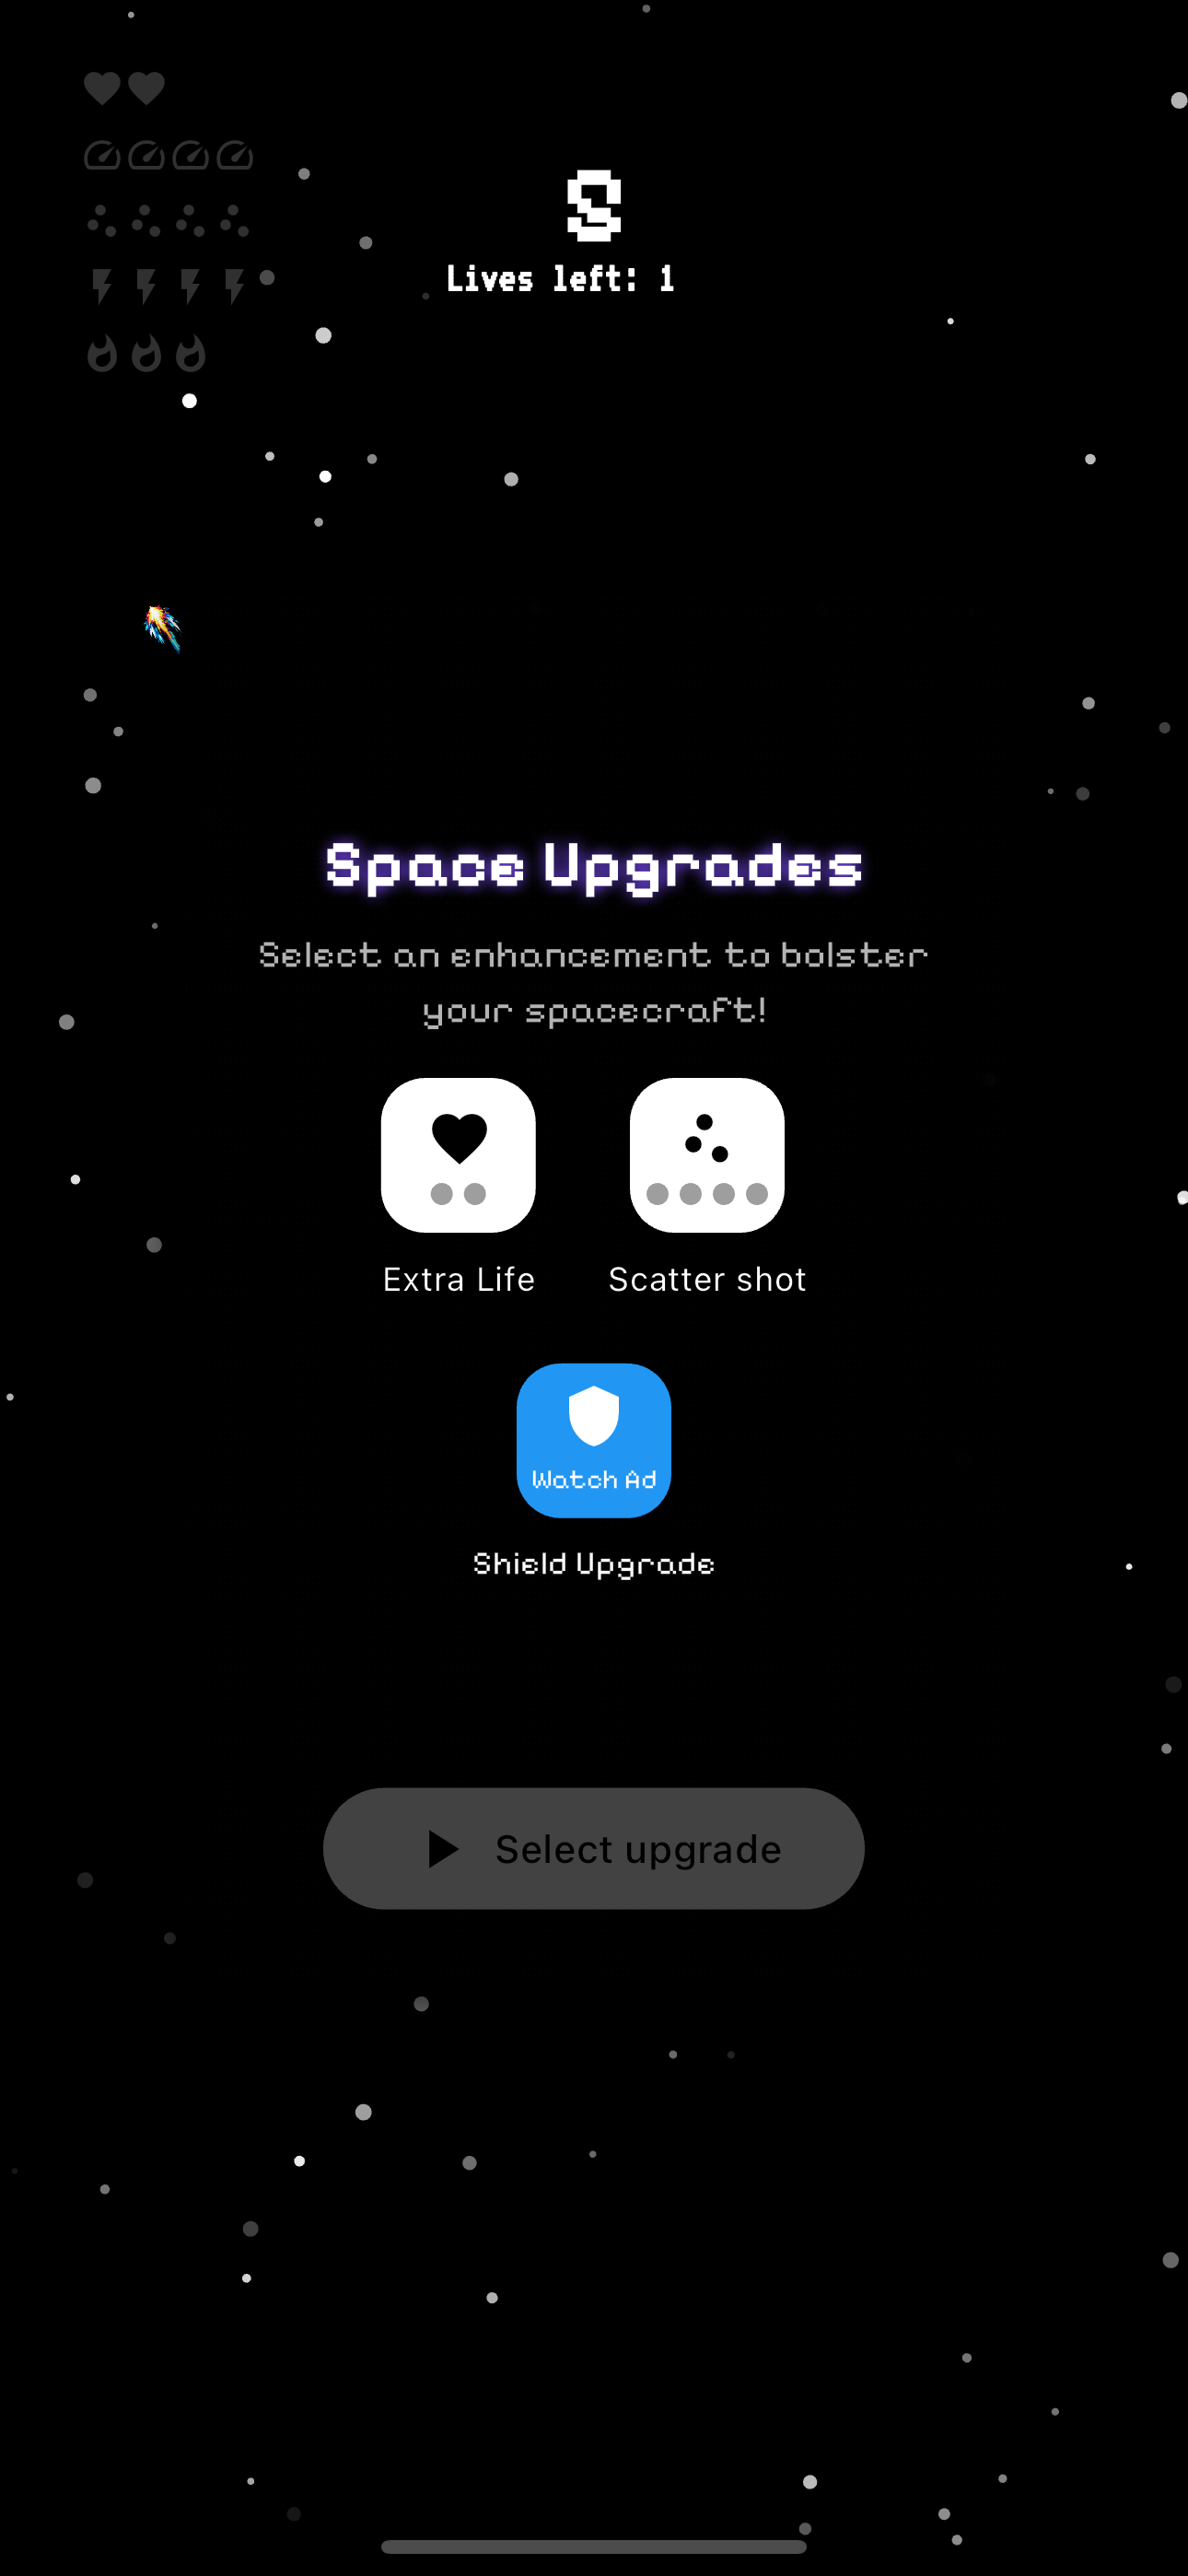 S
Lives left: 1
Space Upgrades
Select an enhancement to bolster
your spacecraft!
Extra Life
Scatter shot
Watch Ad
Shield Upgrade
Select upgrade